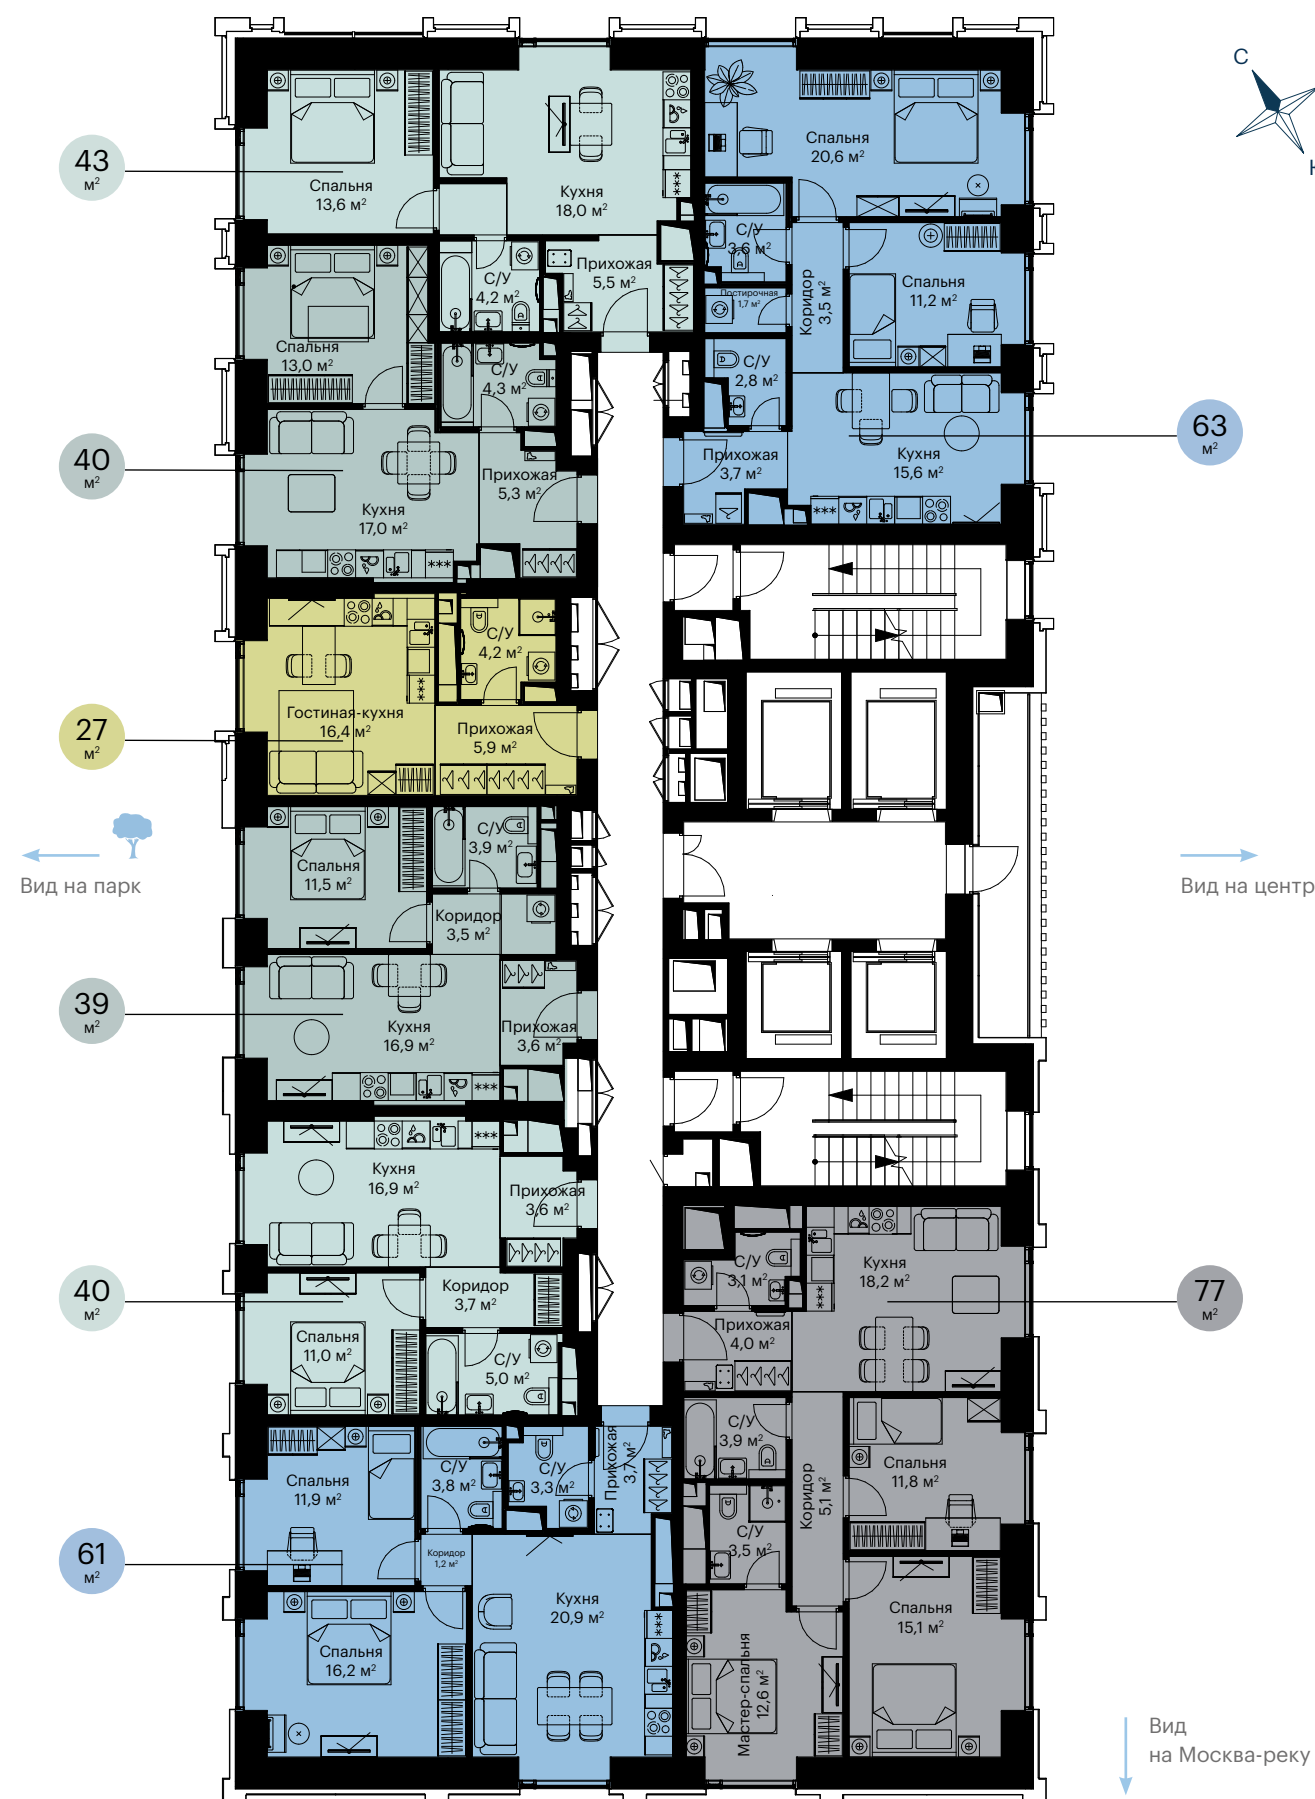 С
43
м²
Спальня
13,6 м²
Кухня
18,0 м²
Спальня
20,6 м²
С/У
3,6 м²
Прихожая
5,5 м²
С/У
4,2 м²
Постирочная
1,7 м²
Коридор
3,5 м²
Спальня
11,2 м²
Спальня
13,0 м²
С/У
4,3 м²
С/У
2,8 м²
63
м²
40
м²
Прихожая
5,3 м²
Кухня
17,0 м²
Прихожая
3,7 м²
Кухня
15,6 м²
С/У
4,2 м²
27
м²
Гостиная-кухня
16,4 м²
Прихожая
5,9 м²
Вид на парк
Вид на центр
Спальня
11,5 м²
С/У
3,9 м²
Коридор
3,5 м²
39
м²
Кухня
16,9 м²
Прихожая
3,6 м²
Кухня
16,9 м²
Прихожая
3,6 м²
40
м²
Коридор
3,7 м²
Спальня
11,0 м²
С/У
5,0 м²
С/У
3,1 м²
Кухня
18,2 м²
77
м²
Прихожая
4,0 м²
С/У
3,9 м²
Коридор
5,1 м²
Спальня
11,8 м²
Спальня
11,9 м²
С/У
3,8 м²
С/У
3,3 м²
Прихожая
3,7 м²
61
м²
Коридор
1,2 м²
С/У
3,5 м²
Кухня
20,9 м²
Спальня
16,2 м²
Мастер-спальня
12,6 м²
Спальня
15,1 м²
Вид
на Москва-реку